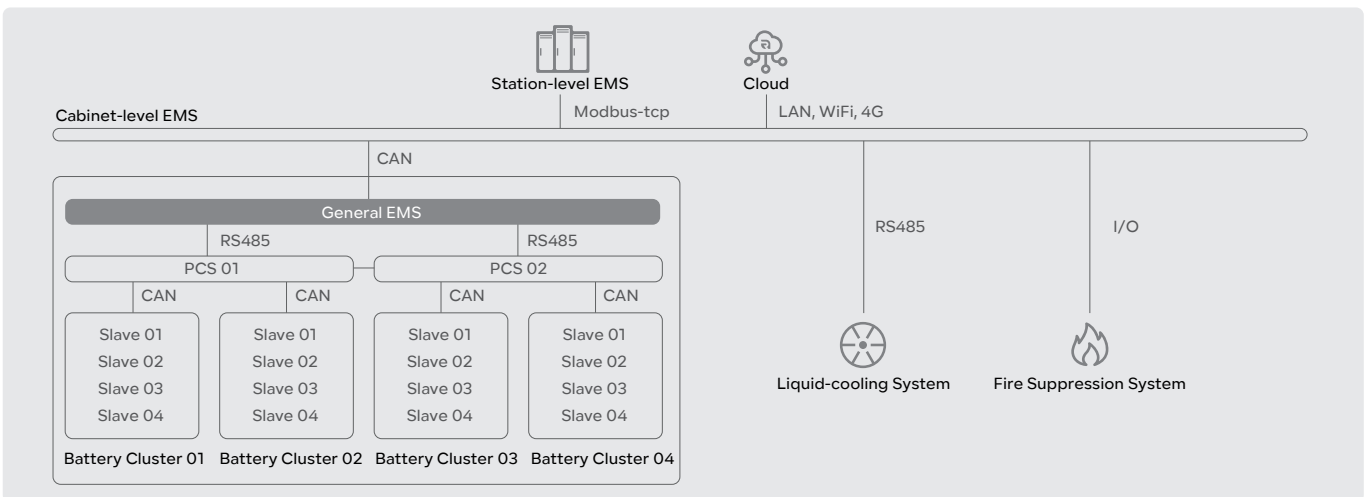 Station-level EMS
Cloud
Modbus-tcp
LAN, WiFi, 4G
Cabinet-level EMS
CAN
General EMS
RS485
RS485
RS485
I/O
PCS 01
PCS 02
CAN
CAN
CAN
CAN
Slave 01
Slave 02
Slave 03
Slave 04
Slave 01
Slave 02
Slave 03
Slave 04
Slave 01
Slave 02
Slave 03
Slave 04
Slave 01
Slave 02
Slave 03
Slave 04
Battery Cluster 01
Battery Cluster 02
Battery Cluster 03
Battery Cluster 04
Liquid-cooling System
Fire Suppression System